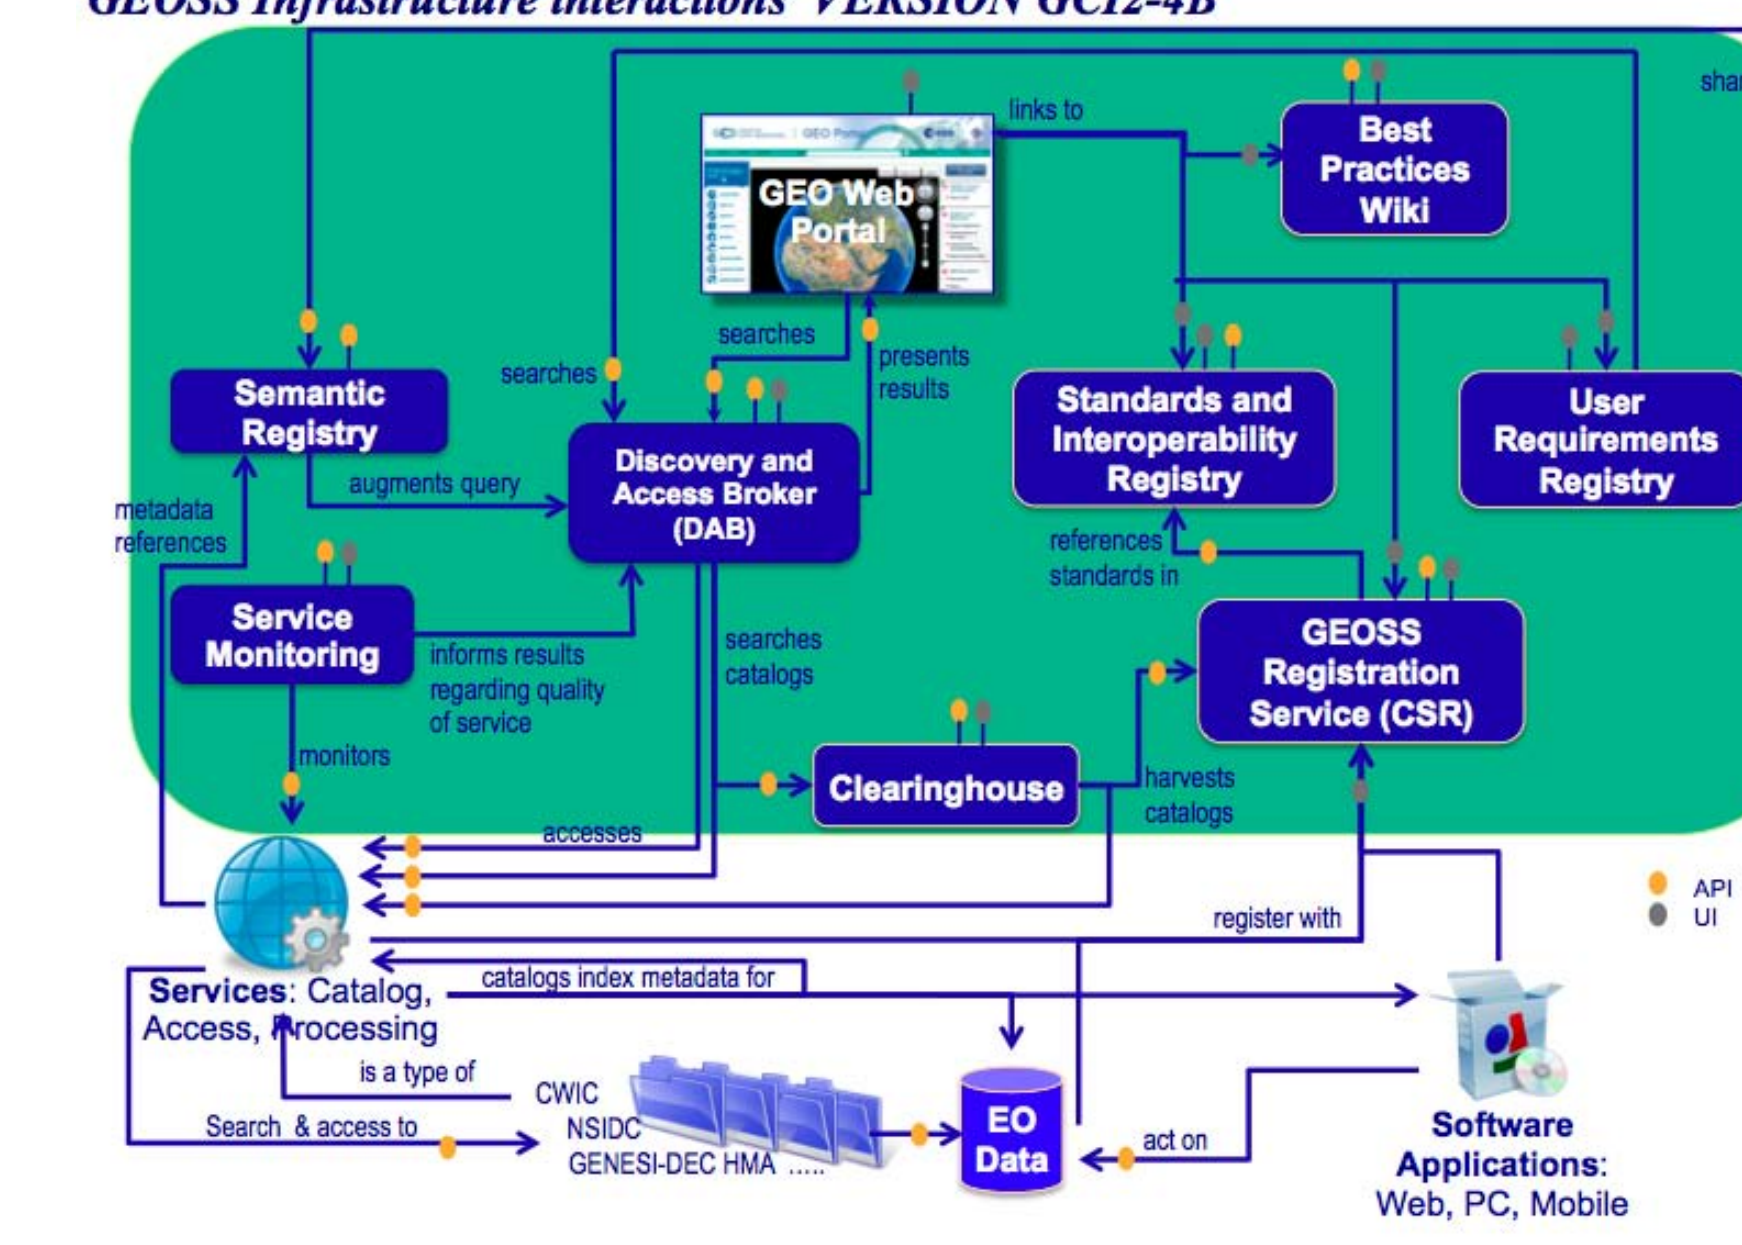 GEOSS Infrastructure interactions VERSION GCI2-4B
shar
links to
Best
Practices
Wiki
GEO Web
Portal
searches
presents
results
searches
Semantic
Registry
Standards and
Interoperability
Registry
User
Requirements
Registry
Discovery and
Access Broker
(DAB)
augments query
metadata
references
references
standards in
Service
Monitoring
GEOSS
Registration
Service (CSR)
informs results
regarding quality
of service
searches
catalogs
monitors
Clearinghouse
harvests
catalogs
accesses
API
UI
register with
catalogs index metadata for
Services: Catalog,
Access, Processing
is a type of
CWIC
Search & access to
NSIDC
GENESI-DEC HMA .....
EO
Data
act on
Software
Applications:
Web, PC, Mobile